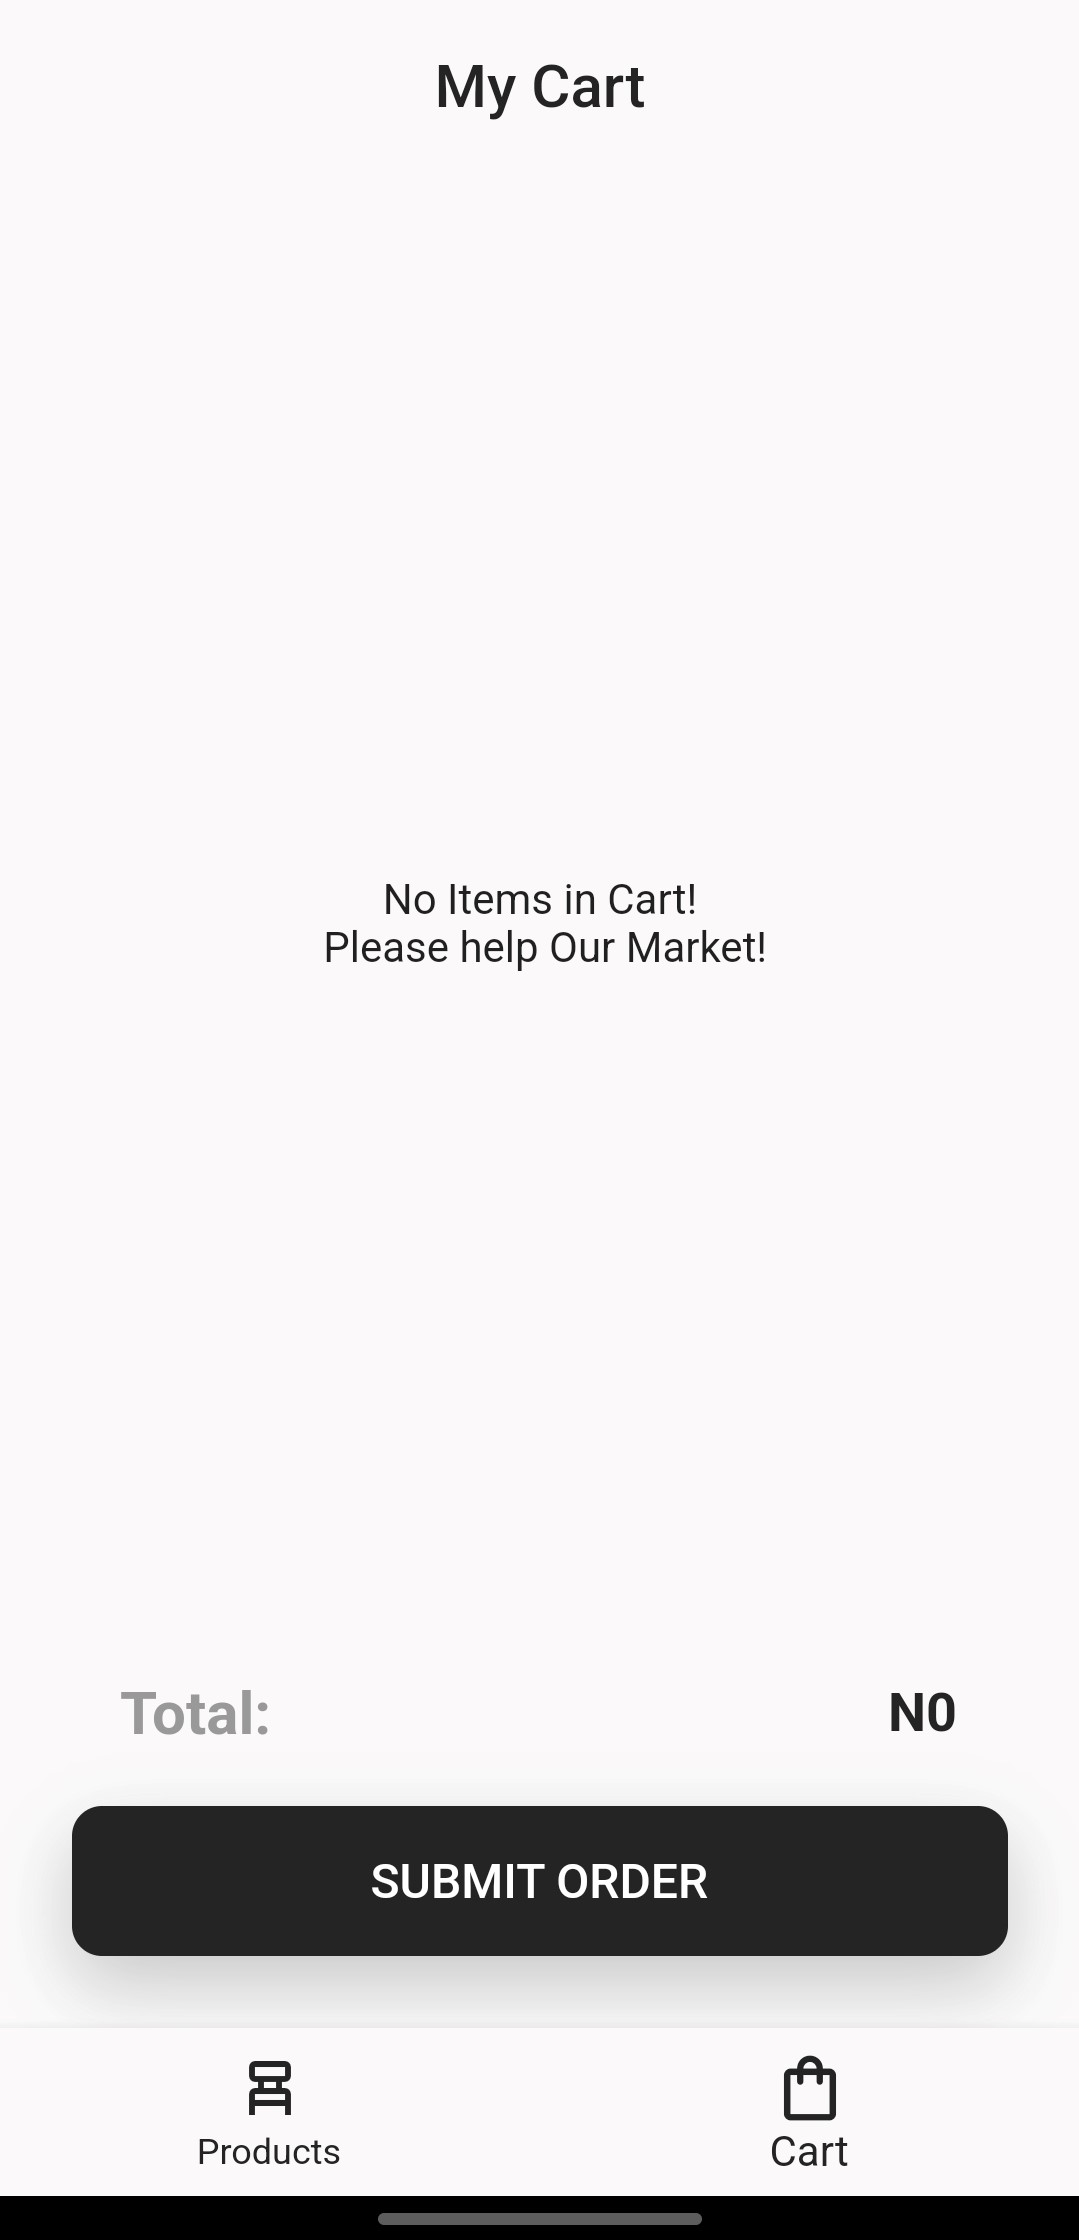 My Cart
No Items in Cart!
Please help Our Market!
Total:
N0
SUBMIT ORDER
Products
Cart